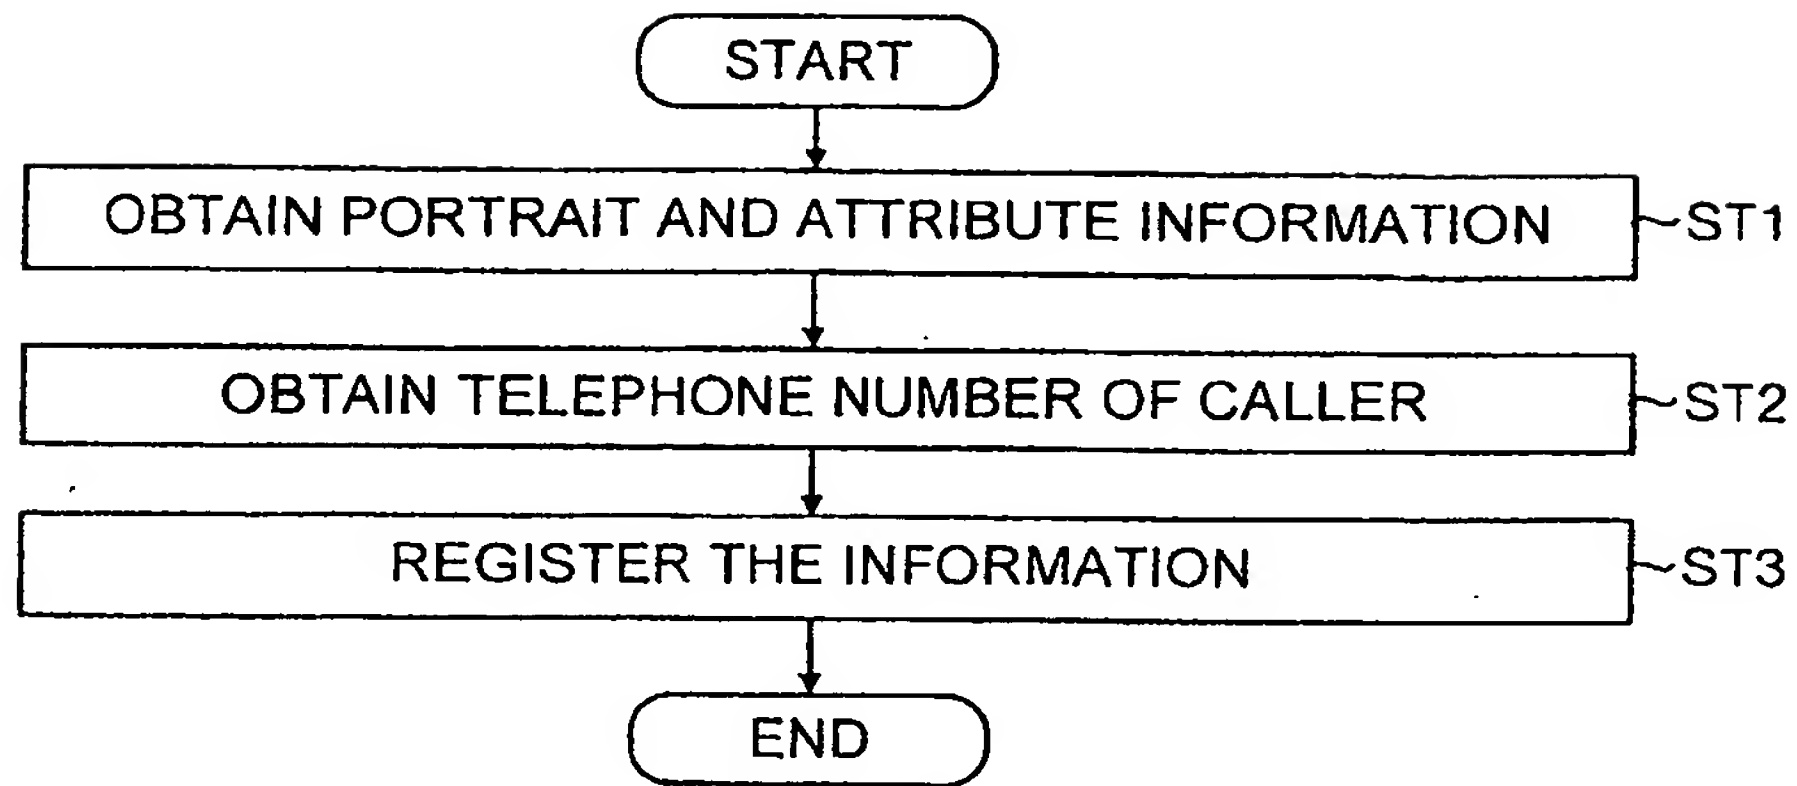 START
OBTAIN PORTRAIT AND ATTRIBUTE INFORMATION
ST1
OBTAIN TELEPHONE NUMBER OF CALLER
ST2
REGISTER THE INFORMATION
ST3
END